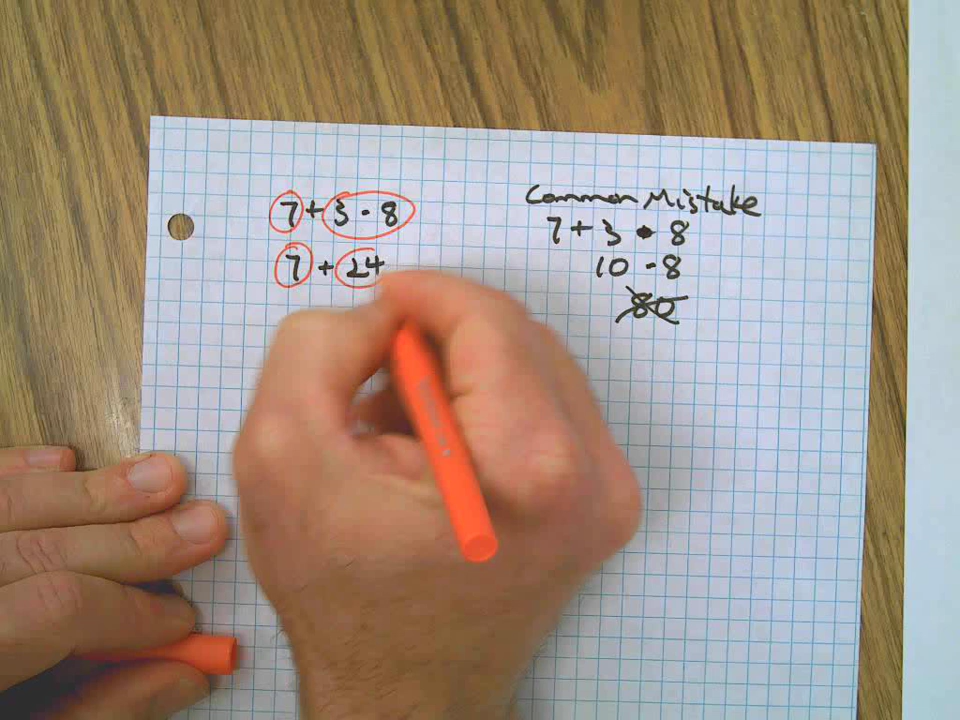 7 + 3 · 8
7 + 24
Common Mistake
7 + 3 · 8
10 · 8
80